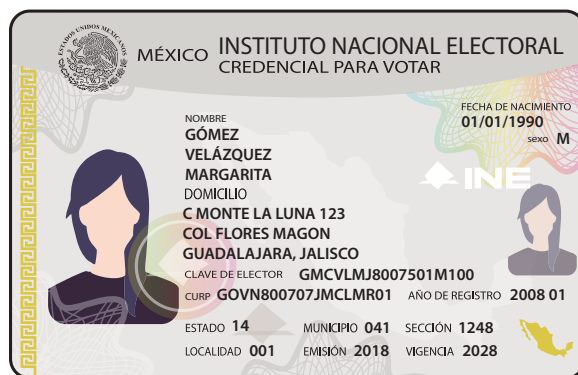 ESTADOS UNIDOS MEXICANOS
MÉXICO INSTITUTO NACIONAL ELECTORAL
CREDENCIAL PARA VOTAR
FECHA DE NACIMIENTO
01/01/1990
sexo M
NOMBRE
GÓMEZ
VELÁZQUEZ
MARGARITA
DOMICILIO
C MONTE LA LUNA 123
COL FLORES MAGON
GUADALAJARA, JALISCO
INE
CLAVE DE ELECTOR GMCVLMJ8007501M100
CURP GOVN800707JMCLMR01 AÑO DE REGISTRO 2008 01
ESTADO 14 MUNICIPIO 041 SECCIÓN 1248
LOCALIDAD 001 EMISIÓN 2018 VIGENCIA 2028